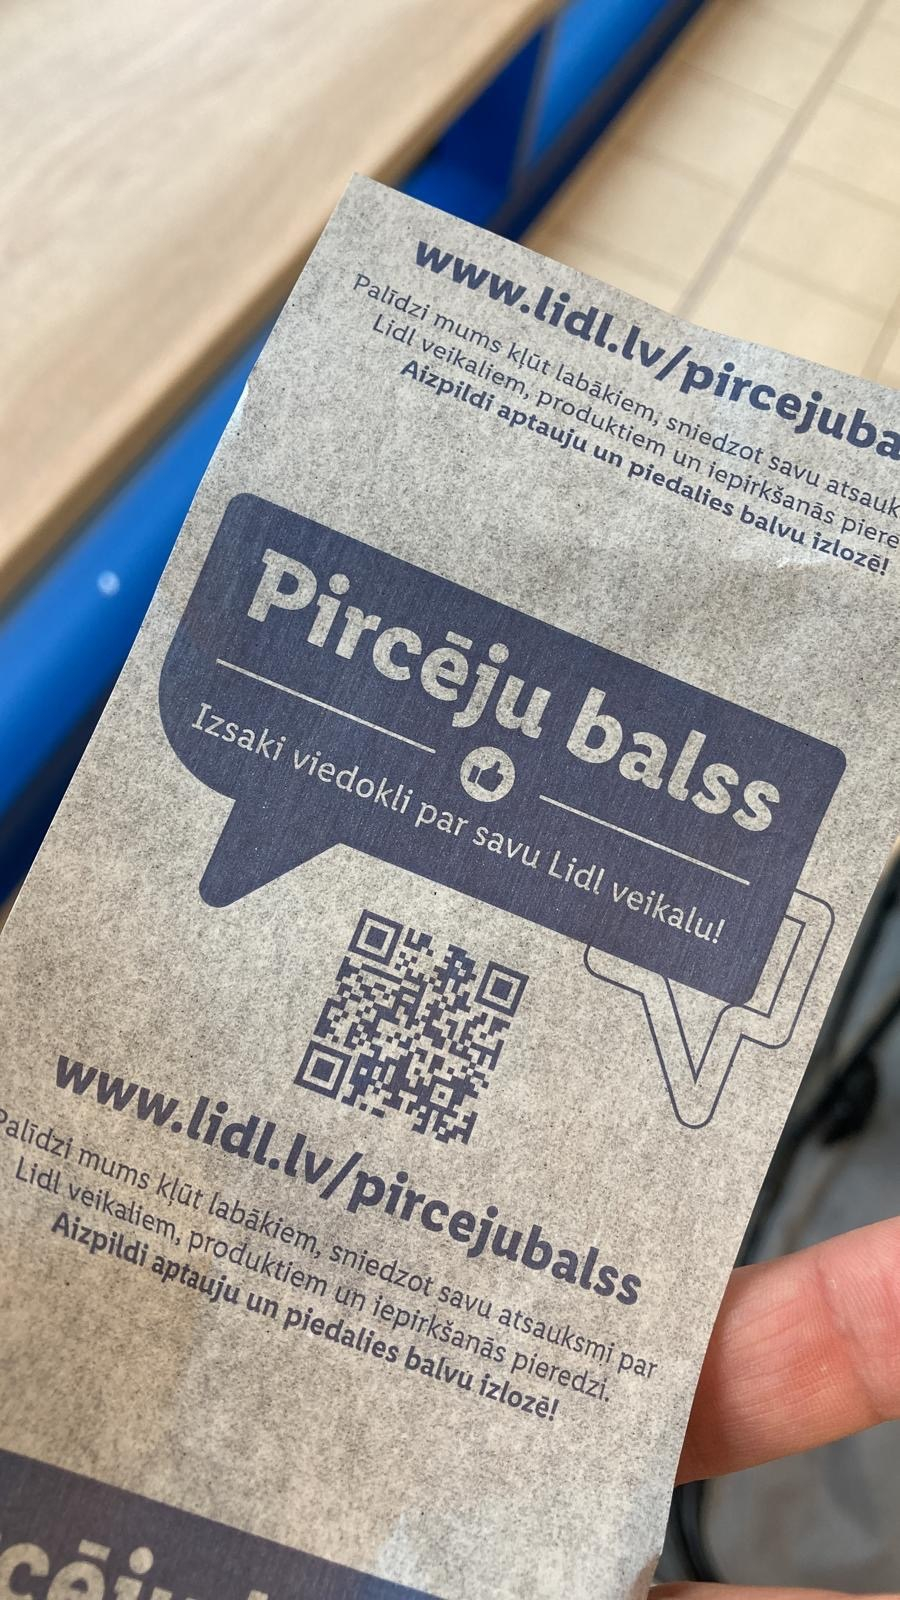 www.lidl.lv/pircejuba
Palīdzi mums kļūt labākiem, sniedzot savu atsauk
Lidl veikaliem, produktiem un iepirkšanās piere
Aizpildi aptauju un piedalies balvu izlozē!
Pircēju balss
Izsaki viedokli par savu Lidl veikalu!
www.lidl.lv/pircejubalss
Palīdzi mums kļūt labākiem, sniedzot savu atsauksmi par
Lidl veikaliem, produktiem un iepirkšanās pieredzi.
Aizpildi aptauju un piedalies balvu izlozē!